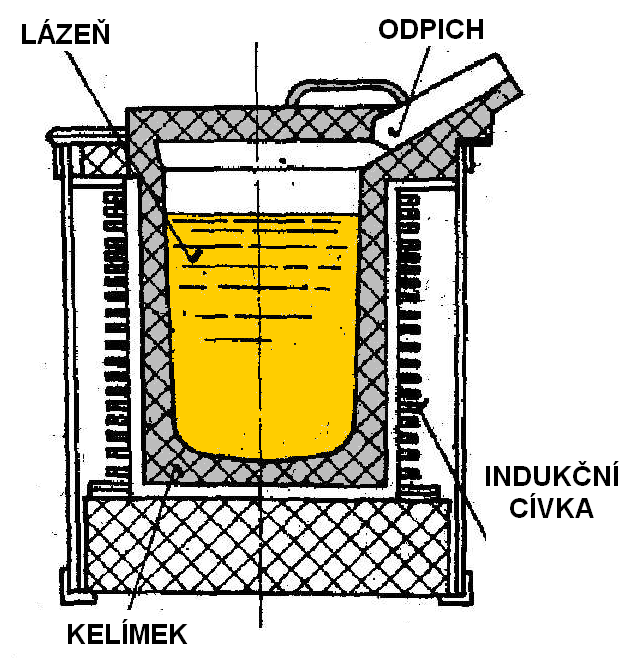 LÁZEŇ
ODPICH
INDUKČNÍ
CÍVKA
KELÍMEK